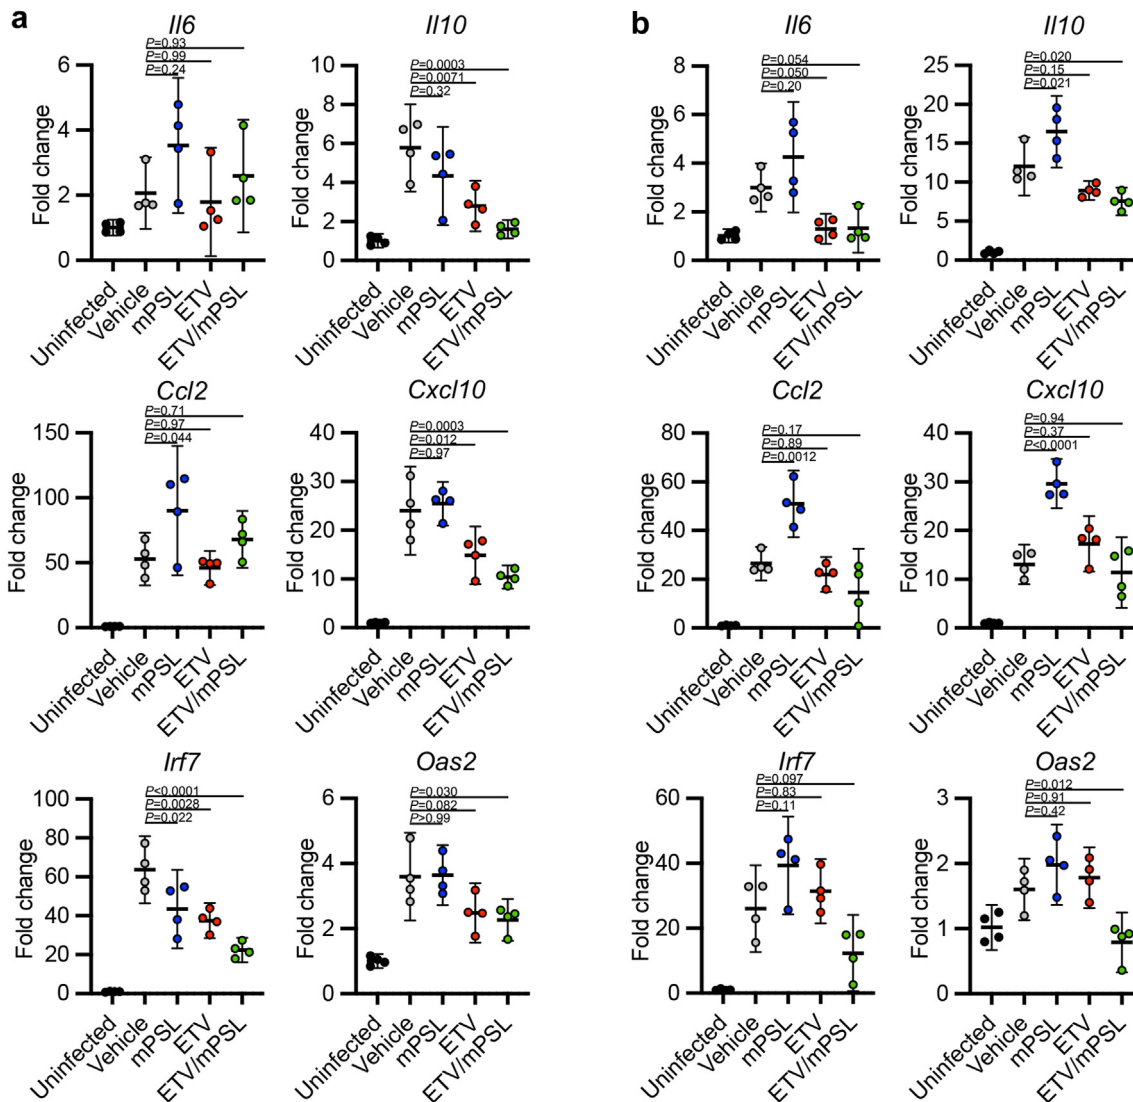 a
Il6
P=0.93
P=0.99
P=0.24
Fold change
6
4
2
0
Uninfected
Vehicle
mPSL
ETV
ETV/mPSL
Il10
P=0.0003
P=0.0071
P=0.32
Fold change
10
8
6
4
2
0
Uninfected
Vehicle
mPSL
ETV
ETV/mPSL
Ccl2
P=0.71
P=0.97
P=0.044
Fold change
150
100
50
0
Uninfected
Vehicle
mPSL
ETV
ETV/mPSL
Cxcl10
P=0.0003
P=0.012
P=0.97
Fold change
40
30
20
10
0
Uninfected
Vehicle
mPSL
ETV
ETV/mPSL
Irf7
P<0.0001
P=0.0028
P=0.022
Fold change
100
80
60
40
20
0
Uninfected
Vehicle
mPSL
ETV
ETV/mPSL
Oas2
P=0.030
P=0.082
P>0.99
Fold change
6
4
2
0
Uninfected
Vehicle
mPSL
ETV
ETV/mPSL
b
Il6
P=0.054
P=0.050
P=0.20
Fold change
8
6
4
2
0
Uninfected
Vehicle
mPSL
ETV
ETV/mPSL
Il10
P=0.020
P=0.15
P=0.021
Fold change
25
20
15
10
5
0
Uninfected
Vehicle
mPSL
ETV
ETV/mPSL
Ccl2
P=0.17
P=0.89
P=0.0012
Fold change
80
60
40
20
0
Uninfected
Vehicle
mPSL
ETV
ETV/mPSL
Cxcl10
P=0.94
P=0.37
P<0.0001
Fold change
40
30
20
10
0
Uninfected
Vehicle
mPSL
ETV
ETV/mPSL
Irf7
P=0.097
P=0.83
P=0.11
Fold change
60
40
20
0
Uninfected
Vehicle
mPSL
ETV
ETV/mPSL
Oas2
P=0.012
P=0.91
P=0.42
Fold change
3
2
1
0
Uninfected
Vehicle
mPSL
ETV
ETV/mPSL